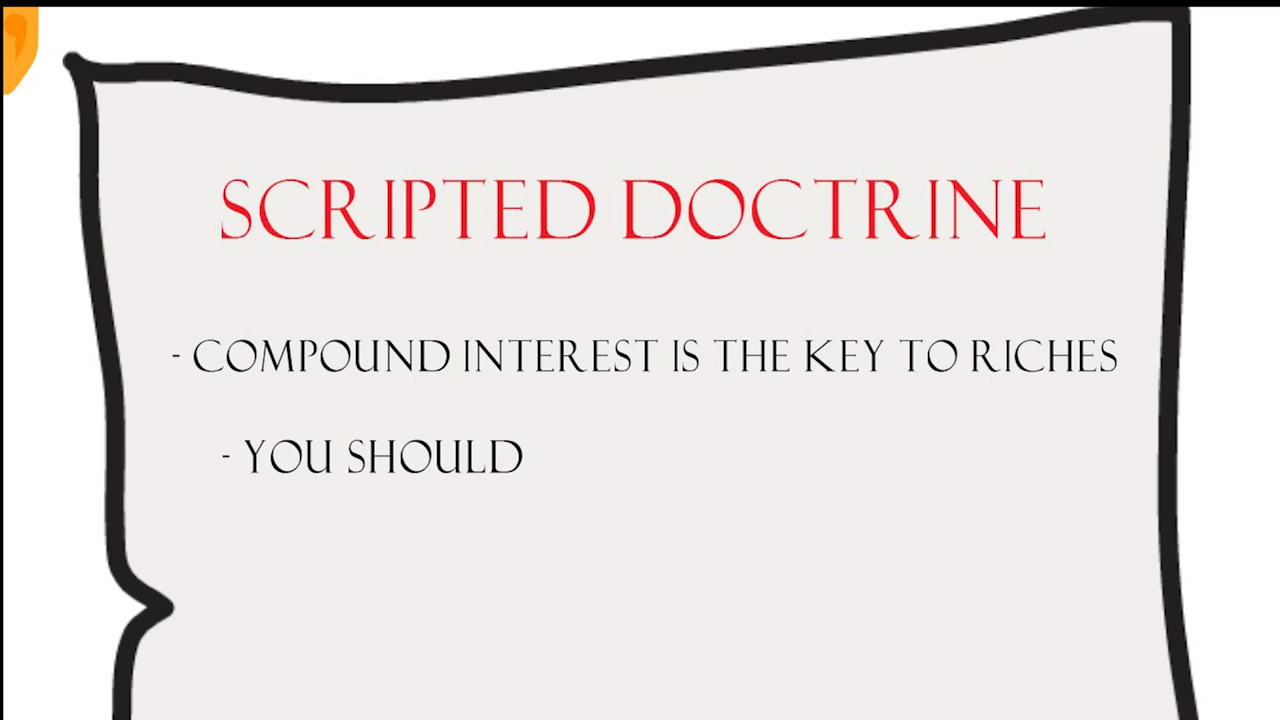 SCRIPTED DOCTRINE
- COMPOUND INTEREST IS THE KEY TO RICHES
- YOU SHOULD